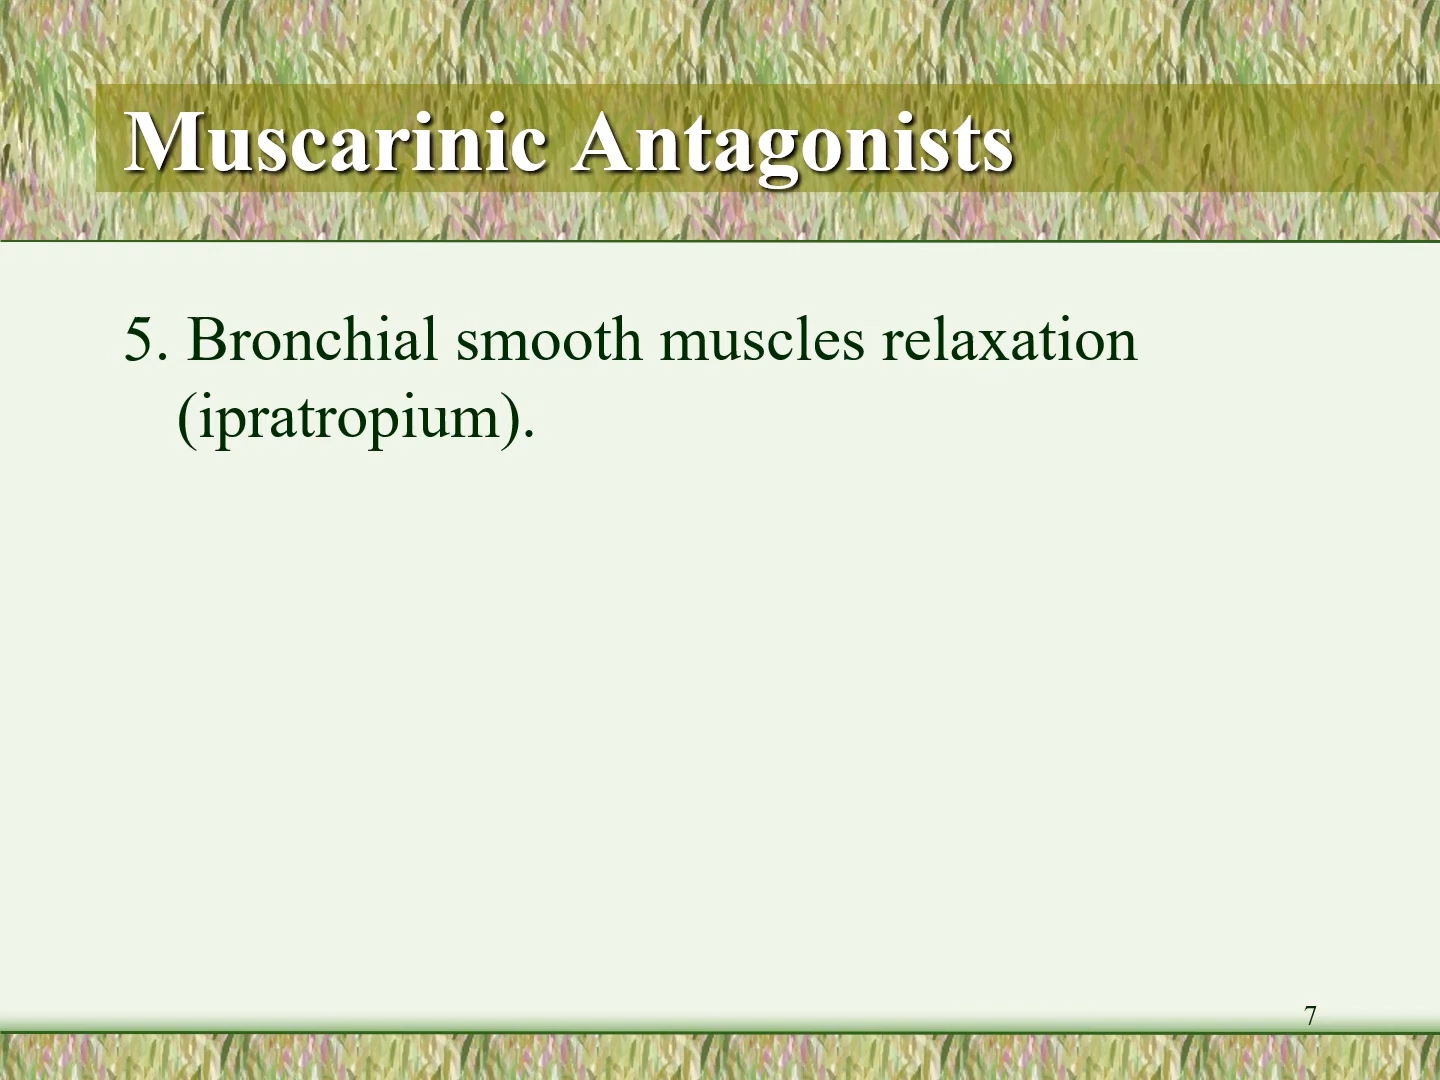 Muscarinic Antagonists
5. Bronchial smooth muscles relaxation
(ipratropium).
7